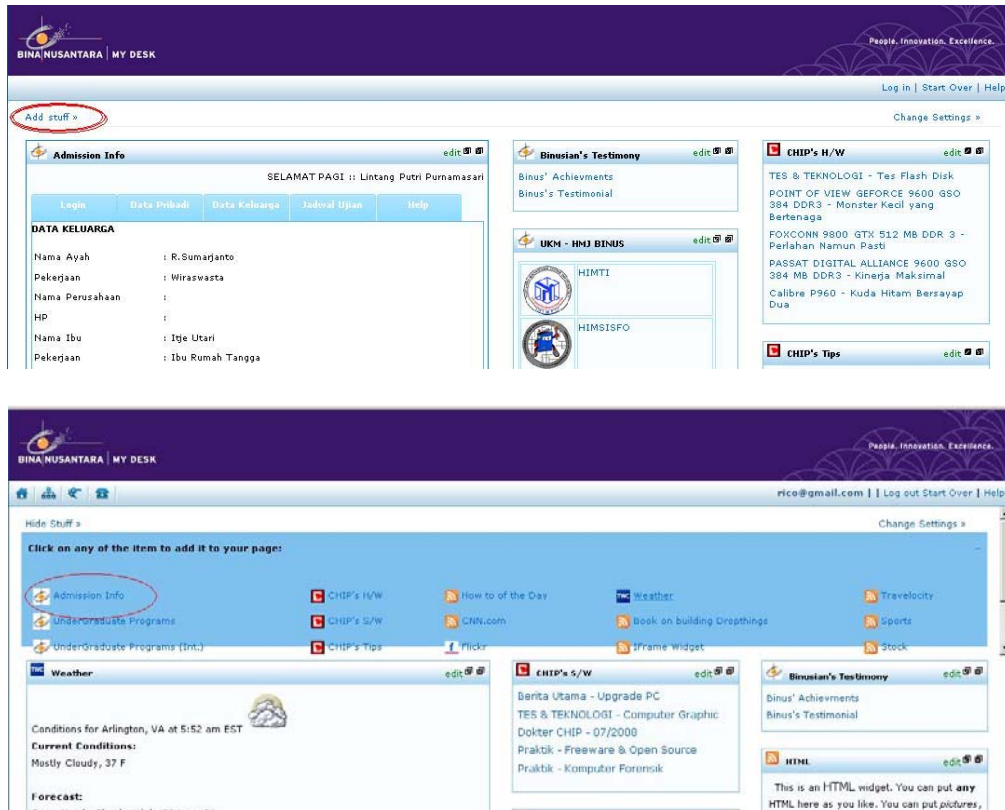 BINA NUSANTARA | MY DESK
People. Innovation. Excellence.
Log in | Start Over | Help
Add stuff »
Change Settings »
Admission Info
edit
SELAMAT PAGI :: Lintang Putri Purnamasari
Login Data Pribadi Data Keluarga Jadwal Ujian Help
DATA KELUARGA
Nama Ayah : R.Sumarjanto
Pekerjaan : Wiraswasta
Nama Perusahaan :
HP :
Nama Ibu : Itje Utari
Pekerjaan : Ibu Rumah Tangga
Binusian's Testimony
edit
Binus' Achievments
Binus's Testimonial
UKM - HMJ BINUS
edit
HIMTI
HIMSISFO
CHIP's H/W
edit
TES & TEKNOLOGI - Tes Flash Disk
POINT OF VIEW GEFORCE 9600 GSO
384 DDR3 - Monster Kecil yang
Bertenaga
FOXCONN 9800 GTX 512 MB DDR 3 -
Perlahan Namun Pasti
PASSAT DIGITAL ALLIANCE 9600 GSO
384 MB DDR3 - Kinerja Maksimal
Calibre P960 - Kuda Hitam Bersayap
Dua
CHIP's Tips
edit
BINA NUSANTARA | MY DESK
People. Innovation. Excellence.
rico@gmail.com | | Log out Start Over | Help
Hide Stuff »
Change Settings »
Click on any of the item to add it to your page:
Admission Info
CHIP's H/W
How to of the Day
Weather
Travelocity
UnderGraduate Programs
CHIP's S/W
CNN.com
Book on building Dropthings
Sports
UnderGraduate Programs (Int.)
CHIP's Tips
Flickr
IFrame Widget
Stock
Weather
edit
Conditions for Arlington, VA at 5:52 am EST
Current Conditions:
Mostly Cloudy, 37 F
Forecast:
CHIP's S/W
edit
Berita Utama - Upgrade PC
TES & TEKNOLOGI - Computer Graphic
Dokter CHIP - 07/2008
Praktik - Freeware & Open Source
Praktik - Komputer Forensik
Binusian's Testimony
edit
Binus' Achievments
Binus's Testimonial
HTML
edit
This is an HTML widget. You can put any
HTML here as you like. You can put pictures,